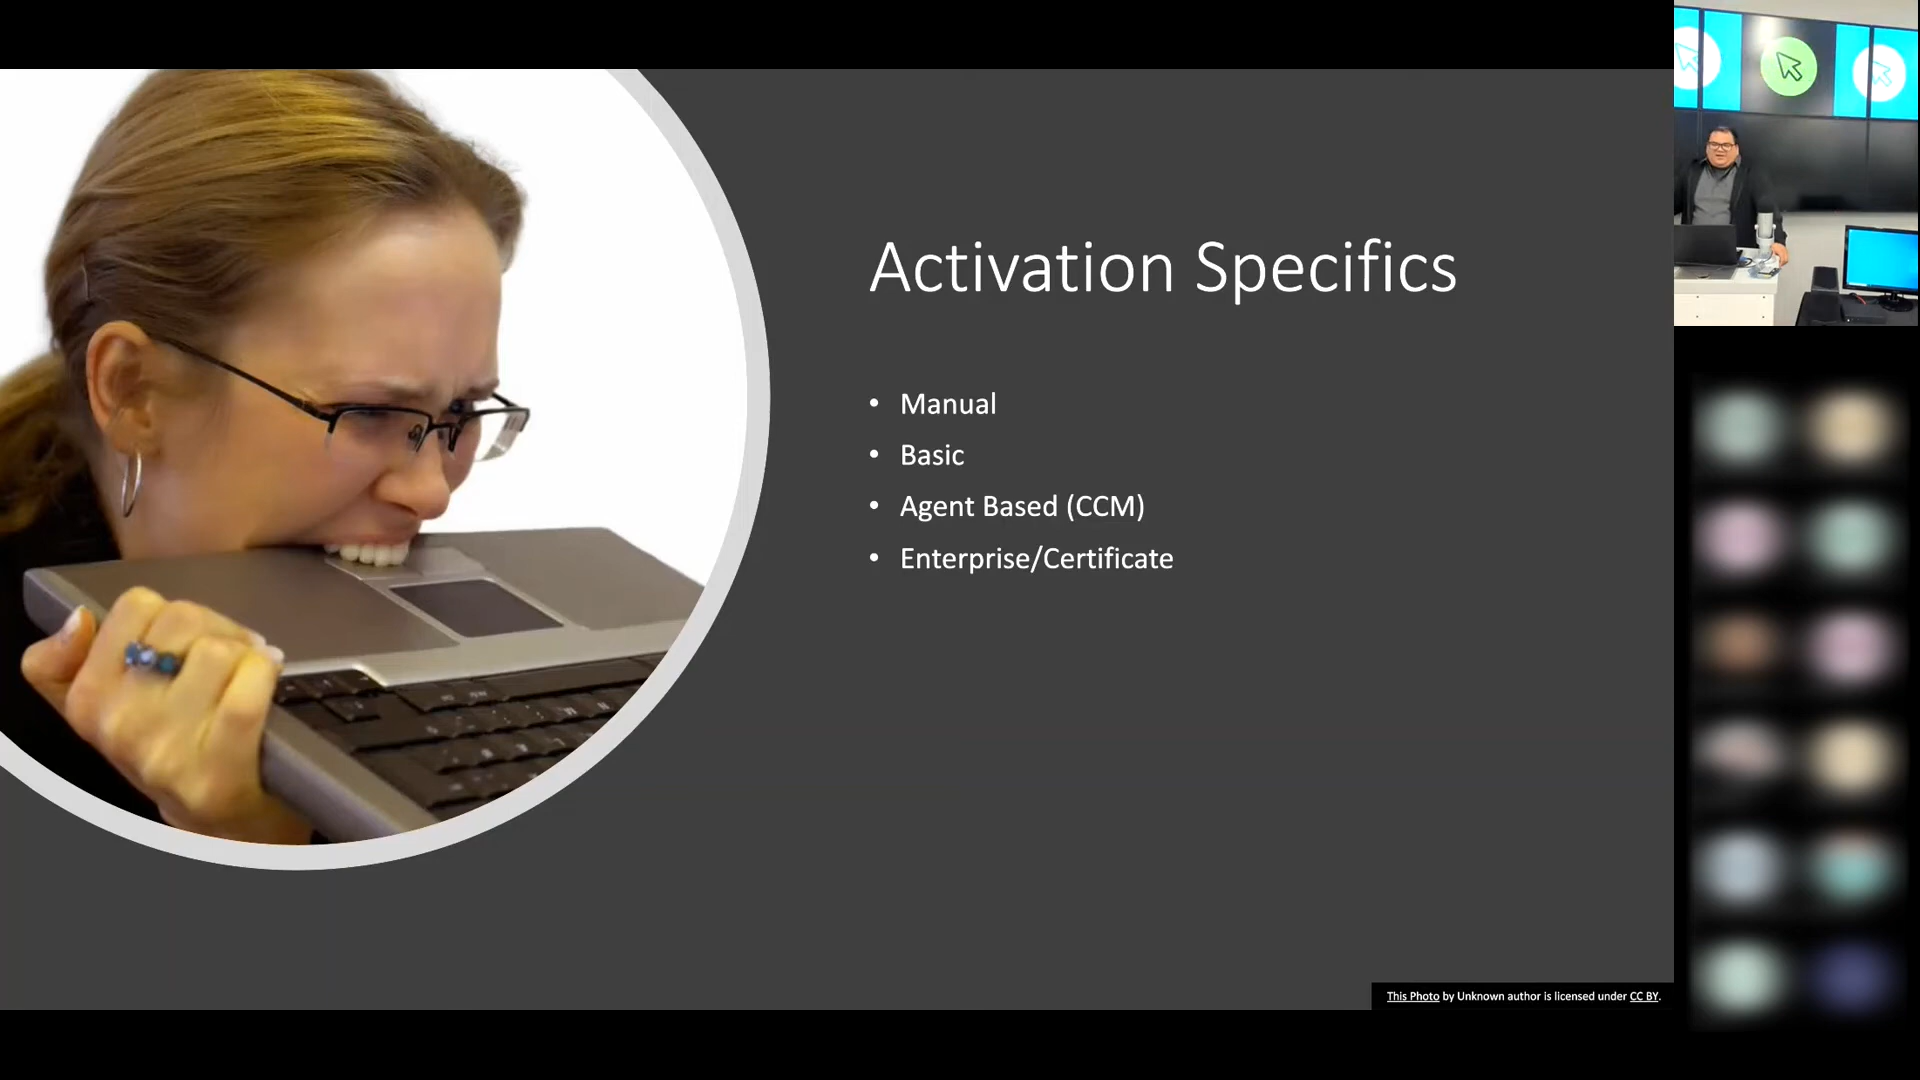 Activation Specifics
• Manual
• Basic
• Agent Based (CCM)
• Enterprise/Certificate
This Photo by Unknown author is licensed under CC BY.